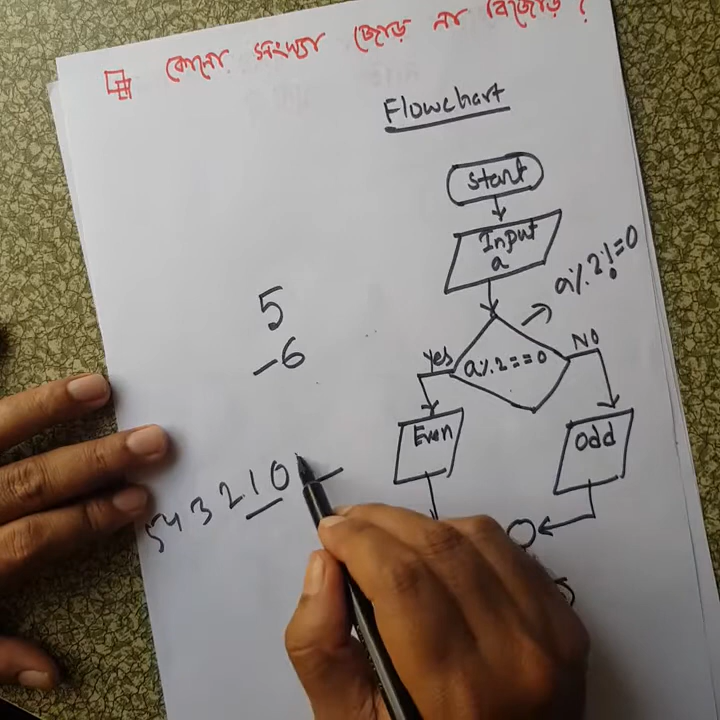 কোনো সংখ্যা জোড় না বিজোড় ?
Flowchart
Start
Input
a
a%2!=0
5
-6
Yes
a%2==0
NO
Even
Odd
5 4 3 2 1 0